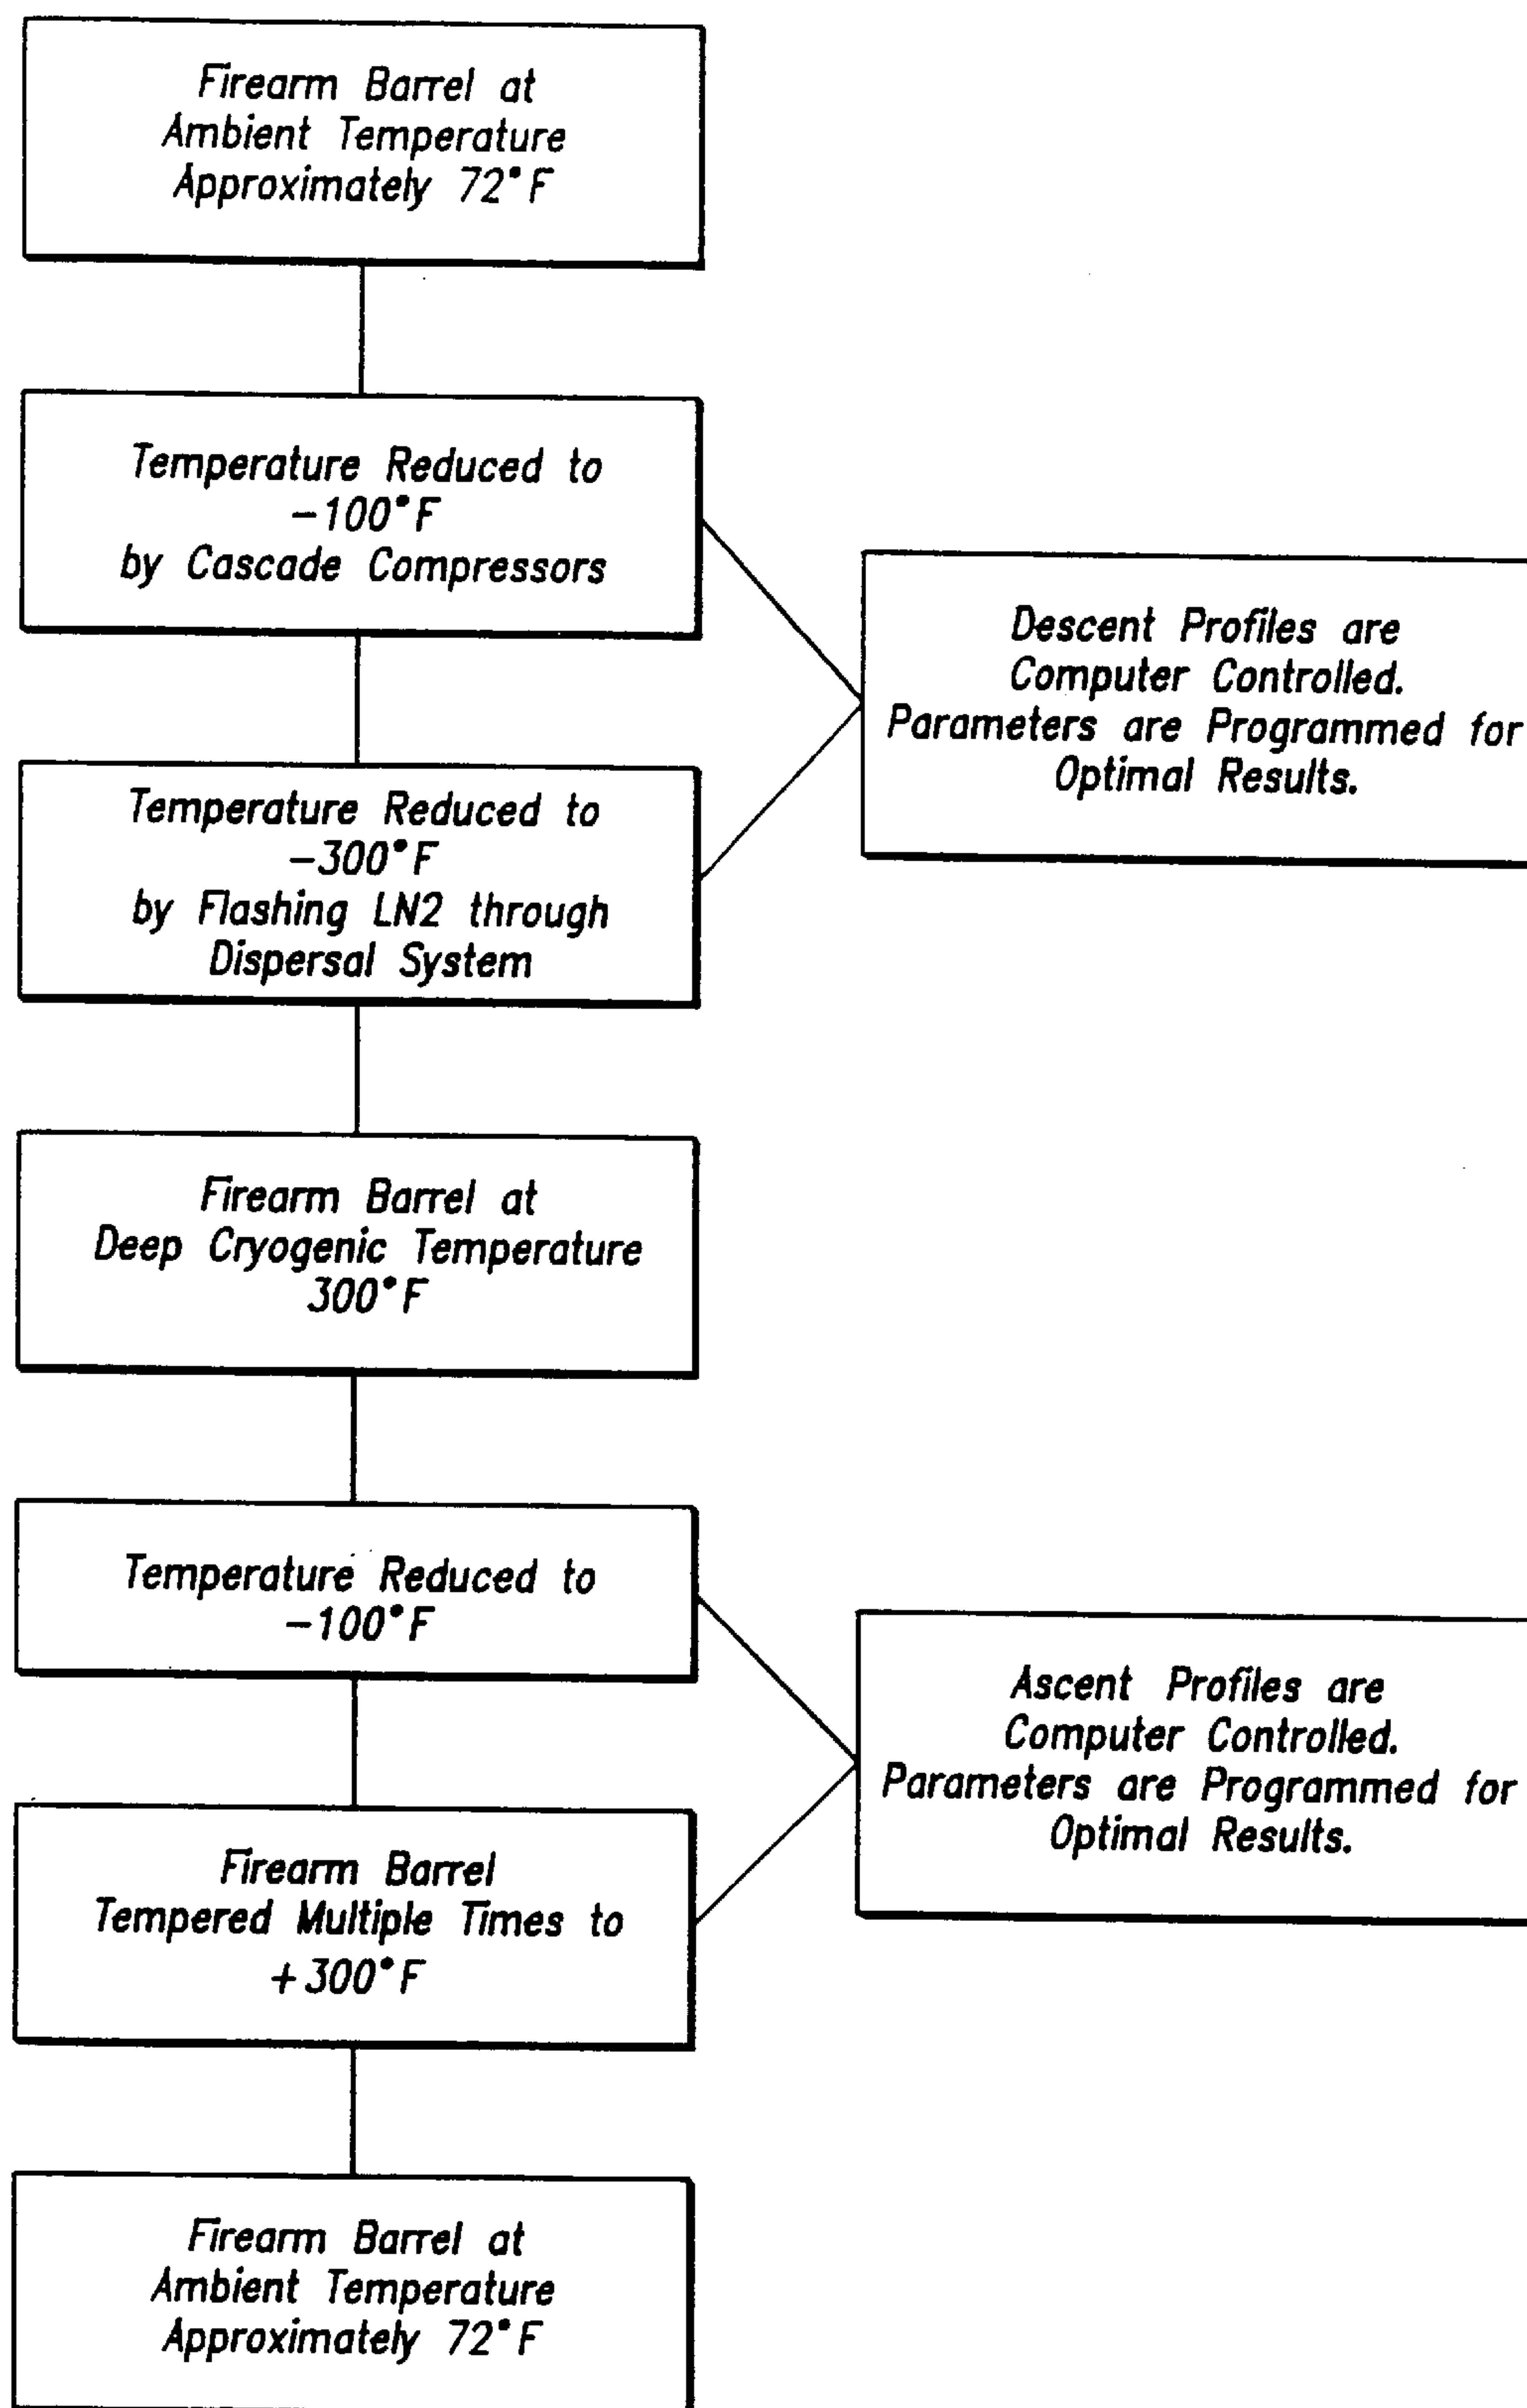 Firearm Barrel at
Ambient Temperature
Approximately 72°F
Temperature Reduced to
-100°F
by Cascade Compressors
Descent Profiles are
Computer Controlled.
Parameters are Programmed for
Optimal Results.
Temperature Reduced to
-300°F
by Flashing LN2 through
Dispersal System
Firearm Barrel at
Deep Cryogenic Temperature
300°F
Temperature Reduced to
-100°F
Ascent Profiles are
Computer Controlled.
Parameters are Programmed for
Optimal Results.
Firearm Barrel
Tempered Multiple Times to
+300°F
Firearm Barrel at
Ambient Temperature
Approximately 72°F